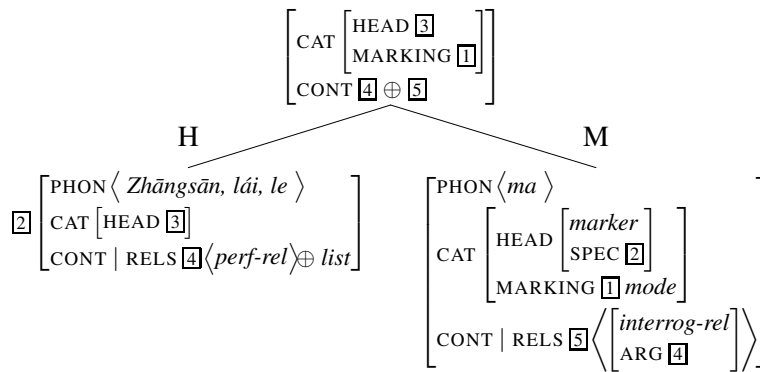 CAT [HEAD 3
MARKING 1]
CONT 4 ⊕ 5
H
M
2 [PHON ⟨ Zhāngsān, lái, le ⟩
CAT [HEAD 3]
CONT | RELS 4 ⟨perf-rel⟩ ⊕ list]
[PHON ⟨ma ⟩
CAT [HEAD [marker
SPEC 2]
MARKING 1 mode]
CONT | RELS 5 ⟨[interrog-rel
ARG 4]⟩]